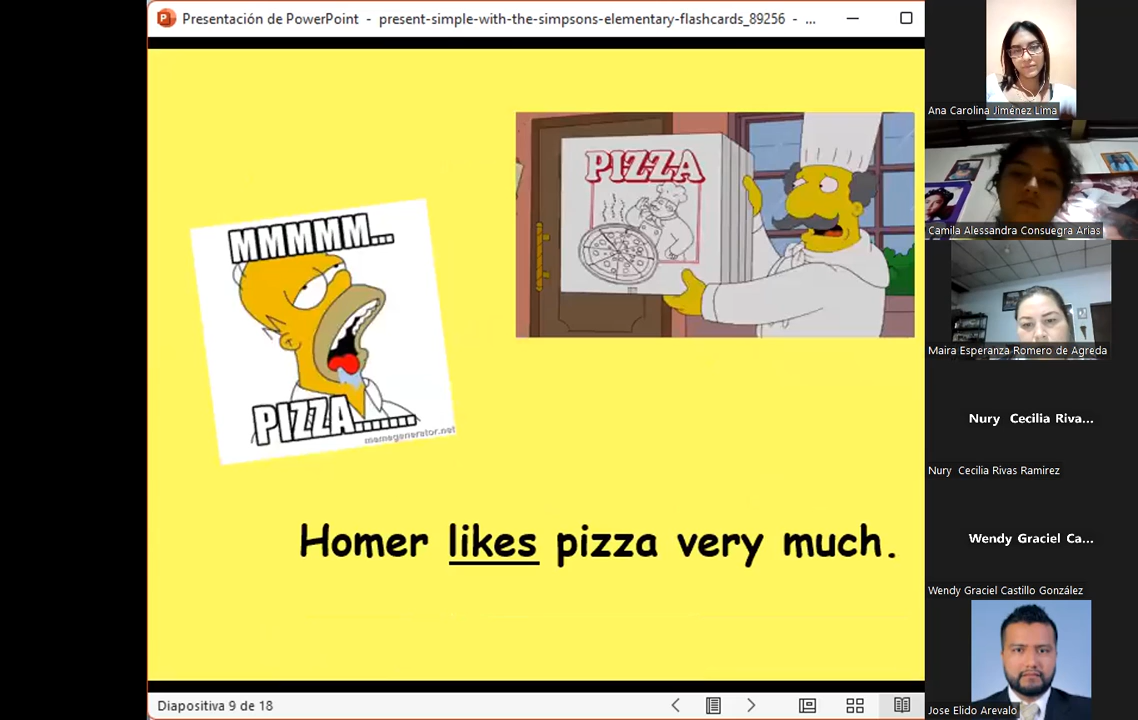 Presentación de PowerPoint - present-simple-with-the-simpsons-elementary-flashcards_89256 - ...
PIZZA
MMMMM...
PIZZA.......
memegenerator.net
Homer likes pizza very much.
Diapositiva 9 de 18
Ana Carolina Jiménez Lima
Camila Alessandra Consuegra Arias
Maira Esperanza Romero de Agreda
Nury Cecilia Riva...
Nury Cecilia Rivas Ramirez
Wendy Graciel Ca...
Wendy Graciel Castillo González
Jose Elido Arevalo